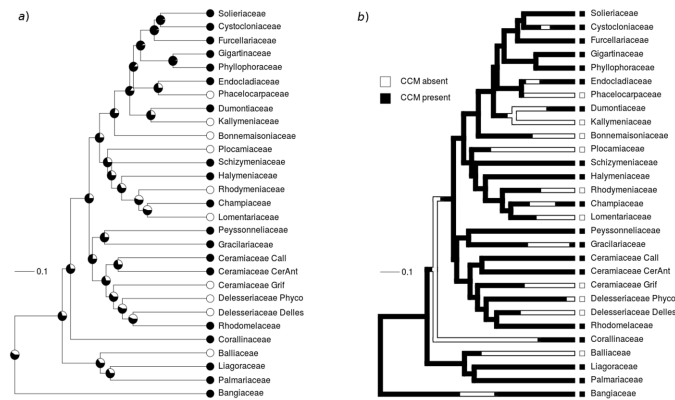 a)
Solieriaceae
Cystocloniaceae
Furcellariaceae
Gigartinaceae
Phyllophoraceae
Endocladiaceae
Phacelocarpaceae
Dumontiaceae
Kallymeniaceae
Bonnemaisoniaceae
Plocamiaceae
Schizymeniaceae
Halymeniaceae
Rhodymeniaceae
Champiaceae
Lomentariaceae
Peyssonneliaceae
Gracilariaceae
Ceramiaceae Call
Ceramiaceae CerAnt
Ceramiaceae Grif
Delesseriaceae Phyco
Delesseriaceae Delles
Rhodomelaceae
Corallinaceae
Balliaceae
Liagoraceae
Palmariaceae
Bangiaceae
0.1
b)
CCM absent
CCM present
Solieriaceae
Cystocloniaceae
Furcellariaceae
Gigartinaceae
Phyllophoraceae
Endocladiaceae
Phacelocarpaceae
Dumontiaceae
Kallymeniaceae
Bonnemaisoniaceae
Plocamiaceae
Schizymeniaceae
Halymeniaceae
Rhodymeniaceae
Champiaceae
Lomentariaceae
Peyssonneliaceae
Gracilariaceae
Ceramiaceae Call
Ceramiaceae CerAnt
Ceramiaceae Grif
Delesseriaceae Phyco
Delesseriaceae Delles
Rhodomelaceae
Corallinaceae
Balliaceae
Liagoraceae
Palmariaceae
Bangiaceae
0.1